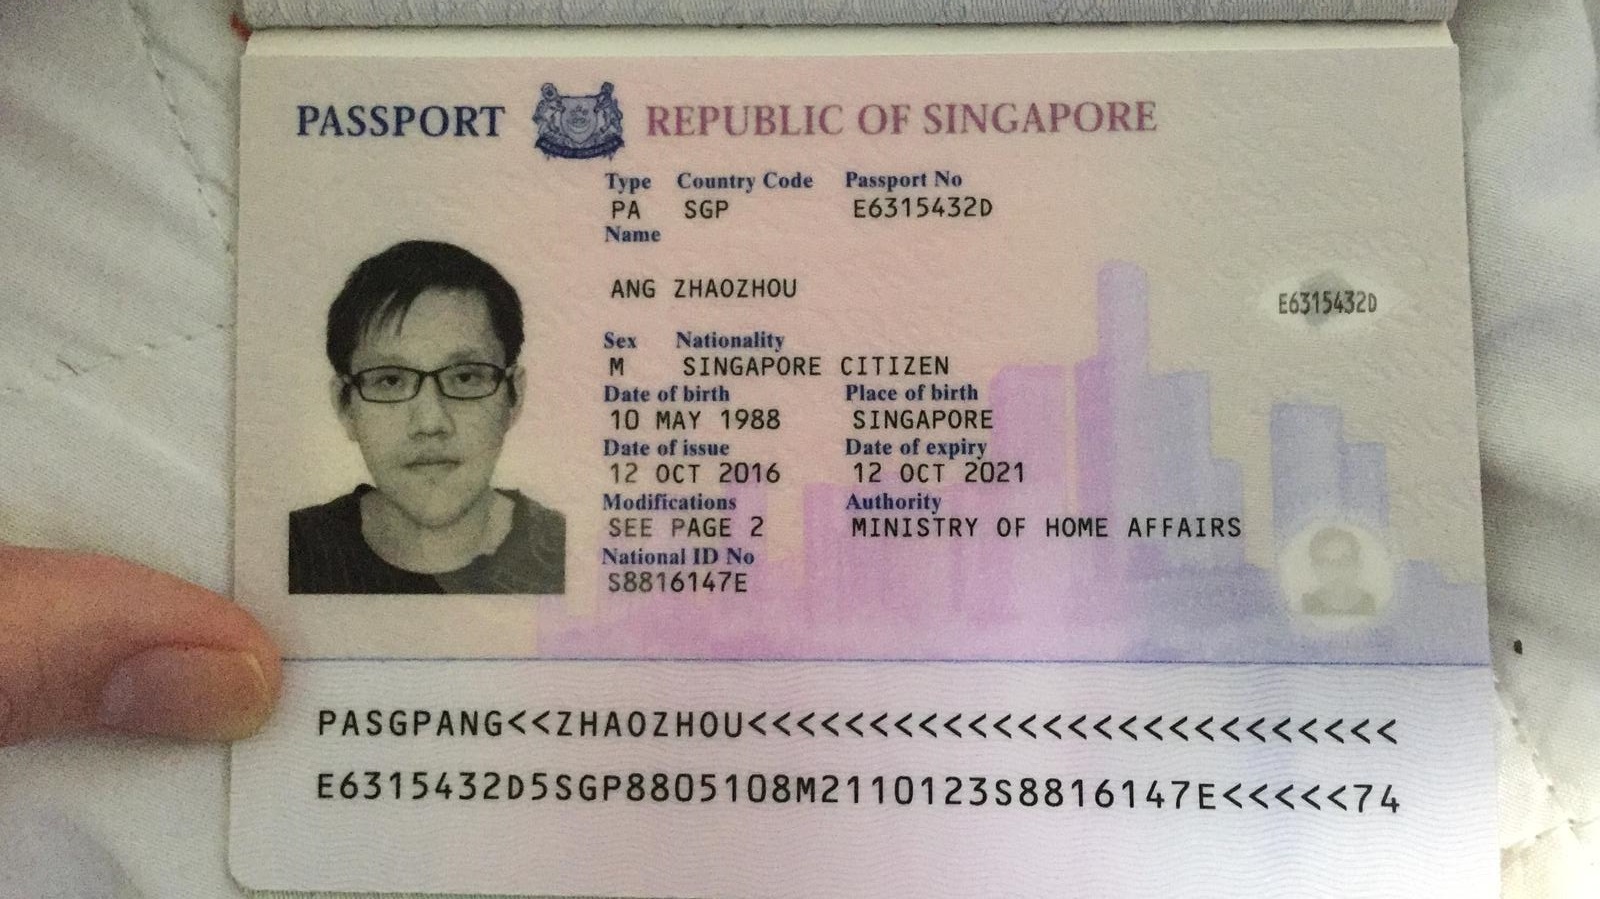 PASSPORT REPUBLIC OF SINGAPORE
Type Country Code Passport No
PA SGP E6315432D
Name
ANG ZHAOZHOU
E6315432D
Sex Nationality
M SINGAPORE CITIZEN
Date of birth Place of birth
10 MAY 1988 SINGAPORE
Date of issue Date of expiry
12 OCT 2016 12 OCT 2021
Modifications Authority
SEE PAGE 2 MINISTRY OF HOME AFFAIRS
National ID No
S8816147E
PASGPANG<<ZHAOZHOU<<<<<<<<<<<<<<<<<<<<<<<<<<
E6315432D5SGP8805108M2110123S8816147E<<<<<74